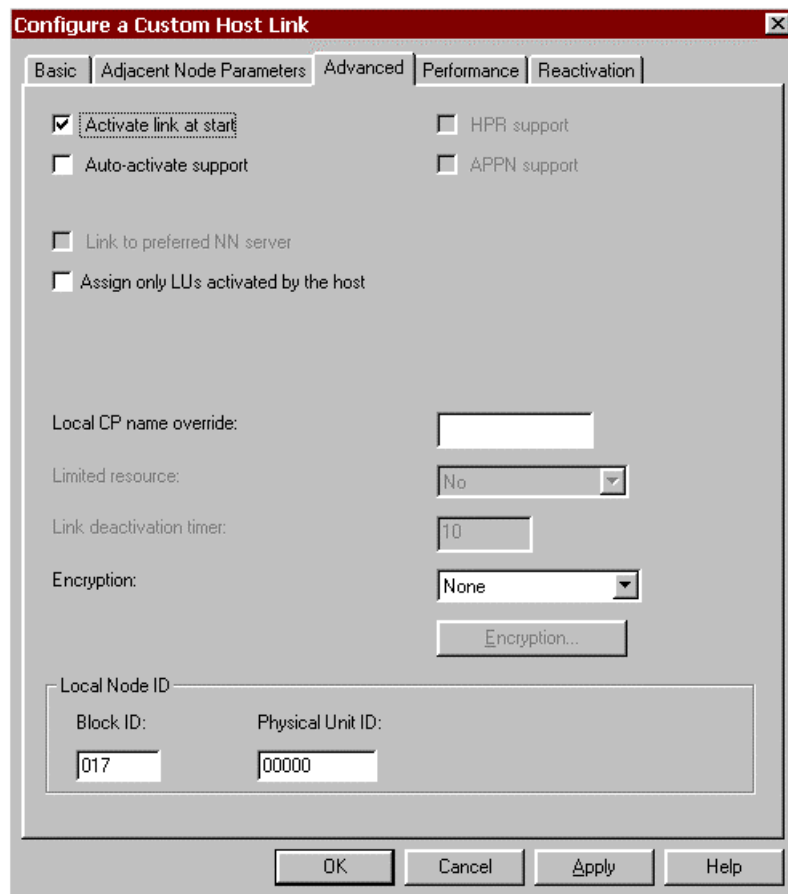 Configure a Custom Host Link
Basic Adjacent Node Parameters Advanced Performance Reactivation
Activate link at start HPR support
Auto-activate support APPN support
Link to preferred NN server
Assign only LUs activated by the host
Local CP name override:
Limited resource: No
Link deactivation timer: 10
Encryption: None
Encryption...
Local Node ID
Block ID: Physical Unit ID:
017 00000
OK Cancel Apply Help